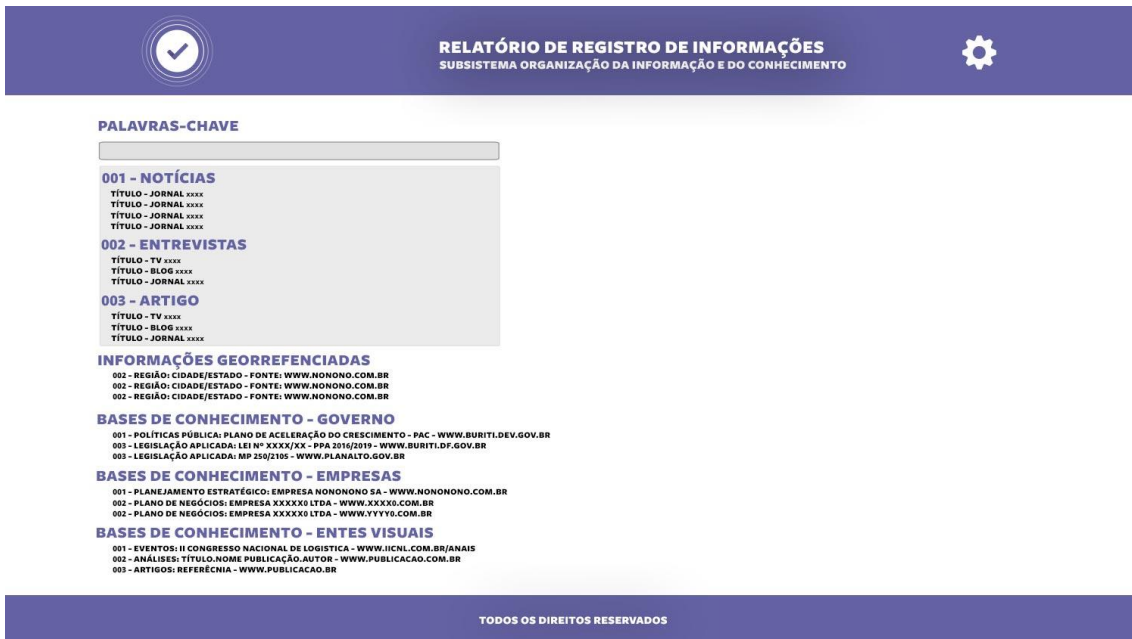 RELATÓRIO DE REGISTRO DE INFORMAÇÕES
SUBSISTEMA ORGANIZAÇÃO DA INFORMAÇÃO E DO CONHECIMENTO
PALAVRAS-CHAVE
001 - NOTÍCIAS
TÍTULO - JORNAL xxxx
TÍTULO - JORNAL xxxx
TÍTULO - JORNAL xxxx
TÍTULO - JORNAL xxxx
002 - ENTREVISTAS
TÍTULO - TV xxxx
TÍTULO - BLOG xxxx
TÍTULO - JORNAL xxxx
003 - ARTIGO
TÍTULO - TV xxxx
TÍTULO - BLOG xxxx
TÍTULO - JORNAL xxxx
INFORMAÇÕES GEORREFENCIADAS
002 - REGIÃO: CIDADE/ESTADO - FONTE: WWW.NONONO.COM.BR
002 - REGIÃO: CIDADE/ESTADO - FONTE: WWW.NONONO.COM.BR
002 - REGIÃO: CIDADE/ESTADO - FONTE: WWW.NONONO.COM.BR
BASES DE CONHECIMENTO - GOVERNO
001 - POLÍTICAS PÚBLICA: PLANO DE ACELERAÇÃO DO CRESCIMENTO - PAC - WWW.BURITI.DEV.GOV.BR
003 - LEGISLAÇÃO APLICADA: LEI Nº XXXX/XX - PPA 2016/2019 - WWW.BURITI.DF.GOV.BR
003 - LEGISLAÇÃO APLICADA: MP 250/2105 - WWW.PLANALTO.GOV.BR
BASES DE CONHECIMENTO - EMPRESAS
001 - PLANEJAMENTO ESTRATÉGICO: EMPRESA NONONONO SA - WWW.NONONONO.COM.BR
002 - PLANO DE NEGÓCIOS: EMPRESA XXXXX0 LTDA - WWW.XXXX0.COM.BR
002 - PLANO DE NEGÓCIOS: EMPRESA XXXXX0 LTDA - WWW.YYYY0.COM.BR
BASES DE CONHECIMENTO - ENTES VISUAIS
001 - EVENTOS: II CONGRESSO NACIONAL DE LOGISTICA - WWW.IICNL.COM.BR/ANAIS
002 - ANÁLISES: TÍTULO.NOME PUBLICAÇÃO.AUTOR - WWW.PUBLICACAO.COM.BR
003 - ARTIGOS: REFERÊCNIA - WWW.PUBLICACAO.BR
TODOS OS DIREITOS RESERVADOS